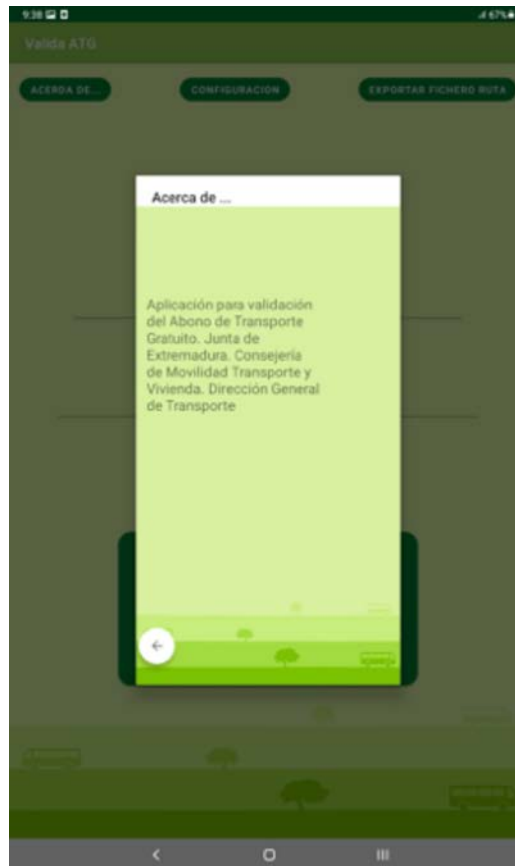 9:38
67%
Valida ATG
ACERDA DE...
CONFIGURACION
EXPORTAR FICHERO RUTA
Acerca de ...
Aplicación para validación
del Abono de Transporte
Gratuito. Junta de
Extremadura. Consejería
de Movilidad Transporte y
Vivienda. Dirección General
de Transporte